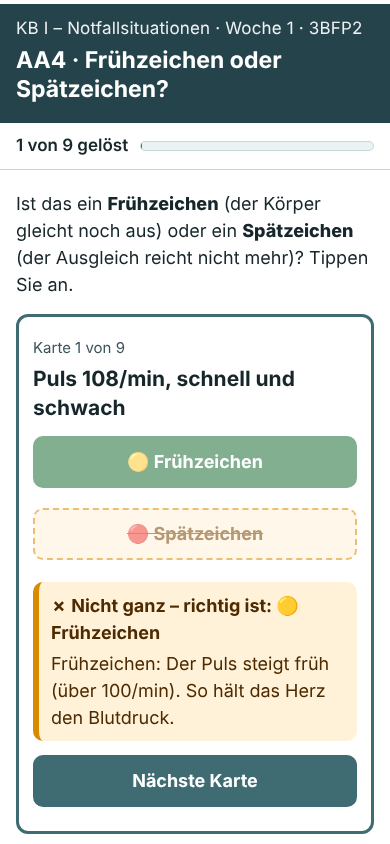 KB I – Notfallsituationen · Woche 1 · 3BFP2
AA4 · Frühzeichen oder
Spätzeichen?
1 von 9 gelöst
Ist das ein Frühzeichen (der Körper
gleicht noch aus) oder ein Spätzeichen
(der Ausgleich reicht nicht mehr)? Tippen
Sie an.
Karte 1 von 9
Puls 108/min, schnell und
schwach
🟡 Frühzeichen
🔴 Spätzeichen
✗ Nicht ganz – richtig ist: 🟡
Frühzeichen
Frühzeichen: Der Puls steigt früh
(über 100/min). So hält das Herz
den Blutdruck.
Nächste Karte